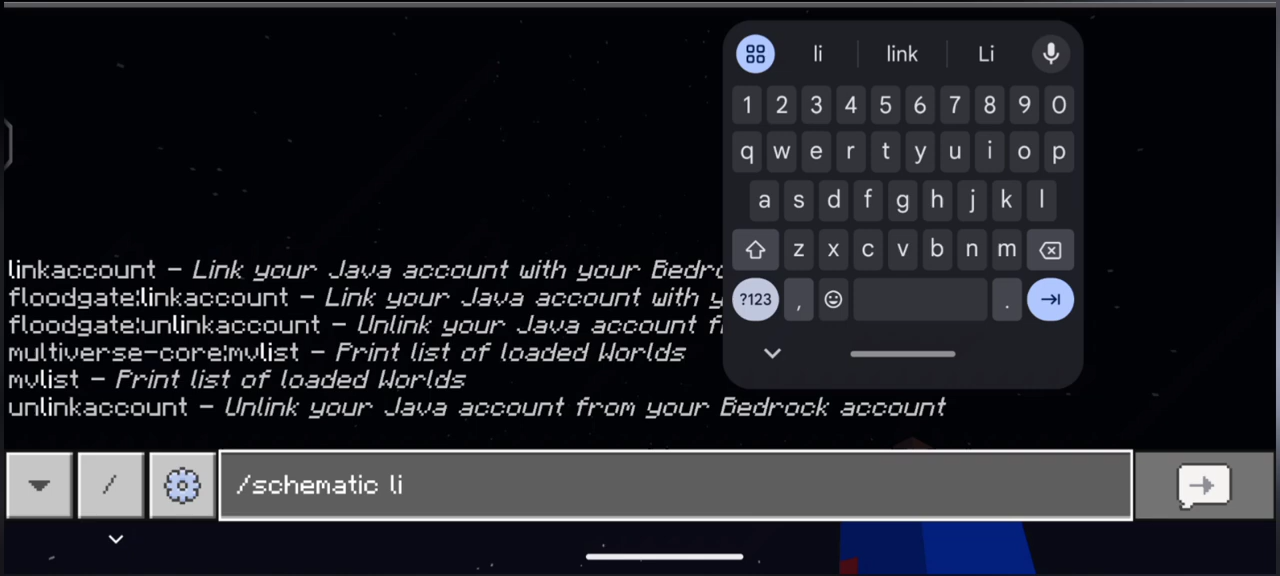 li link Li
1 2 3 4 5 6 7 8 9 0
q w e r t y u i o p
a s d f g h j k l
z x c v b n m
?123 , .
linkaccount - Link your Java account with your Bedro
floodgate:linkaccount - Link your Java account with y
floodgate:unlinkaccount - Unlink your Java account f
multiverse-core:mvlist - Print list of loaded Worlds
mvlist - Print list of loaded Worlds
unlinkaccount - Unlink your Java account from your Bedrock account
/ /schematic li